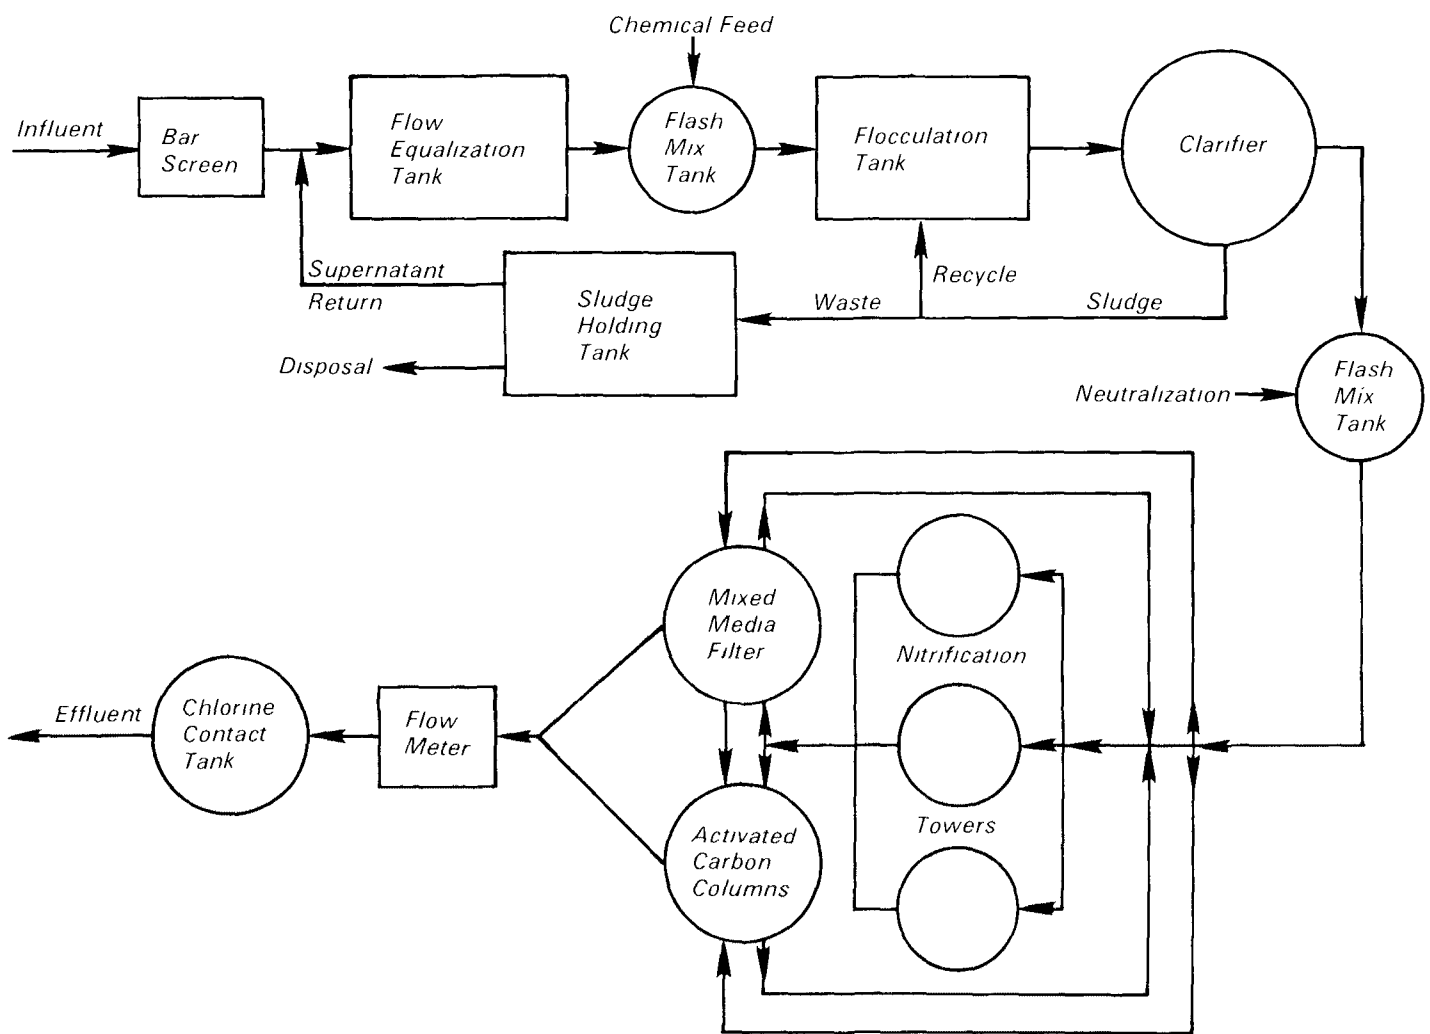 Chemical Feed
Influent
Bar
Screen
Flow
Equalization
Tank
Flash
Mix
Tank
Flocculation
Tank
Clarifier
Supernatant
Return
Sludge
Holding
Tank
Waste
Recycle
Sludge
Disposal
Neutralization
Flash
Mix
Tank
Mixed
Media
Filter
Nitrification
Effluent
Chlorine
Contact
Tank
Flow
Meter
Towers
Activated
Carbon
Columns